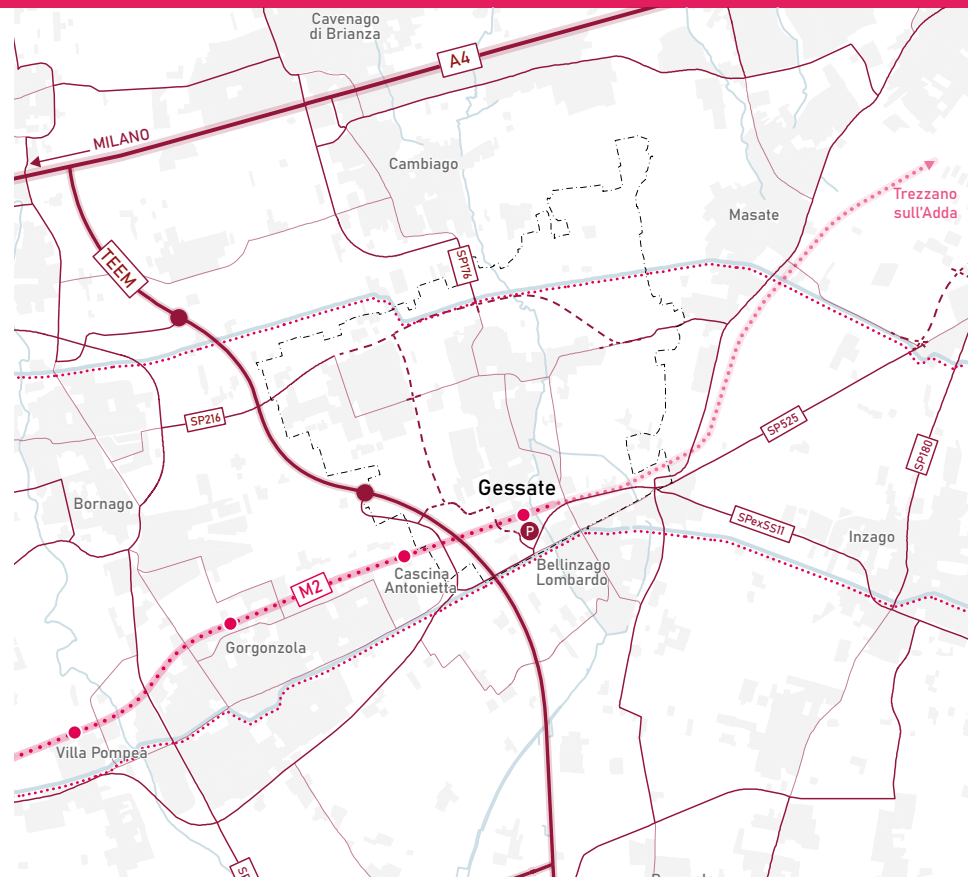 Cavenago
di Brianza
A4
MILANO
Cambiago
Trezzano
sull'Adda
Masate
TEEM
SP176
SP216
SP525
SP180
Gessate
Bornago
P
SPexSS11
Inzago
Cascina
Antonietta
Bellinzago
Lombardo
M2
Gorgonzola
Villa Pompea